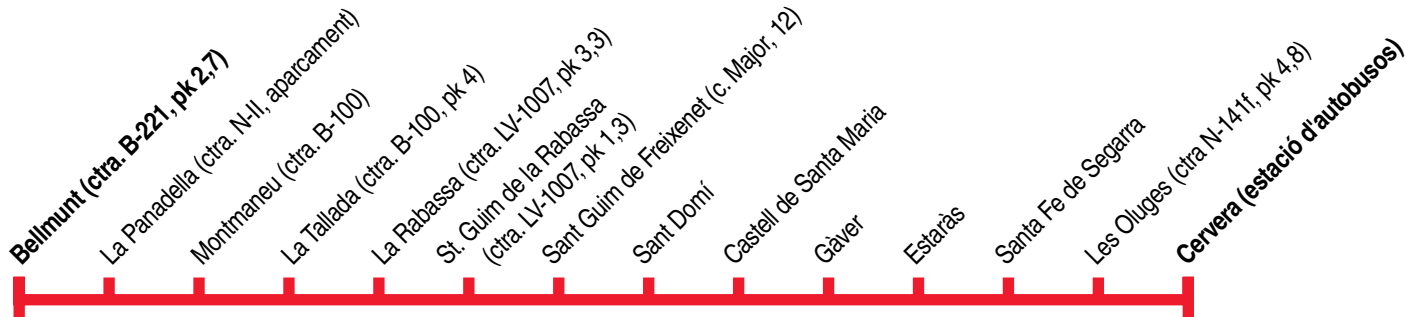 Bellmunt (ctra. B-221, pk 2,7)
La Panadella (ctra. N-II, aparcament)
Montmaneu (ctra. B-100)
La Tallada (ctra. B-100, pk 4)
La Rabassa (ctra. LV-1007, pk 3,3)
St. Guim de la Rabassa
(ctra. LV-1007, pk 1,3)
Sant Guim de Freixenet (c. Major, 12)
Sant Domí
Castell de Santa Maria
Gàver
Estaràs
Santa Fe de Segarra
Les Oluges (ctra N-141f, pk 4,8)
Cervera (estació d'autobusos)